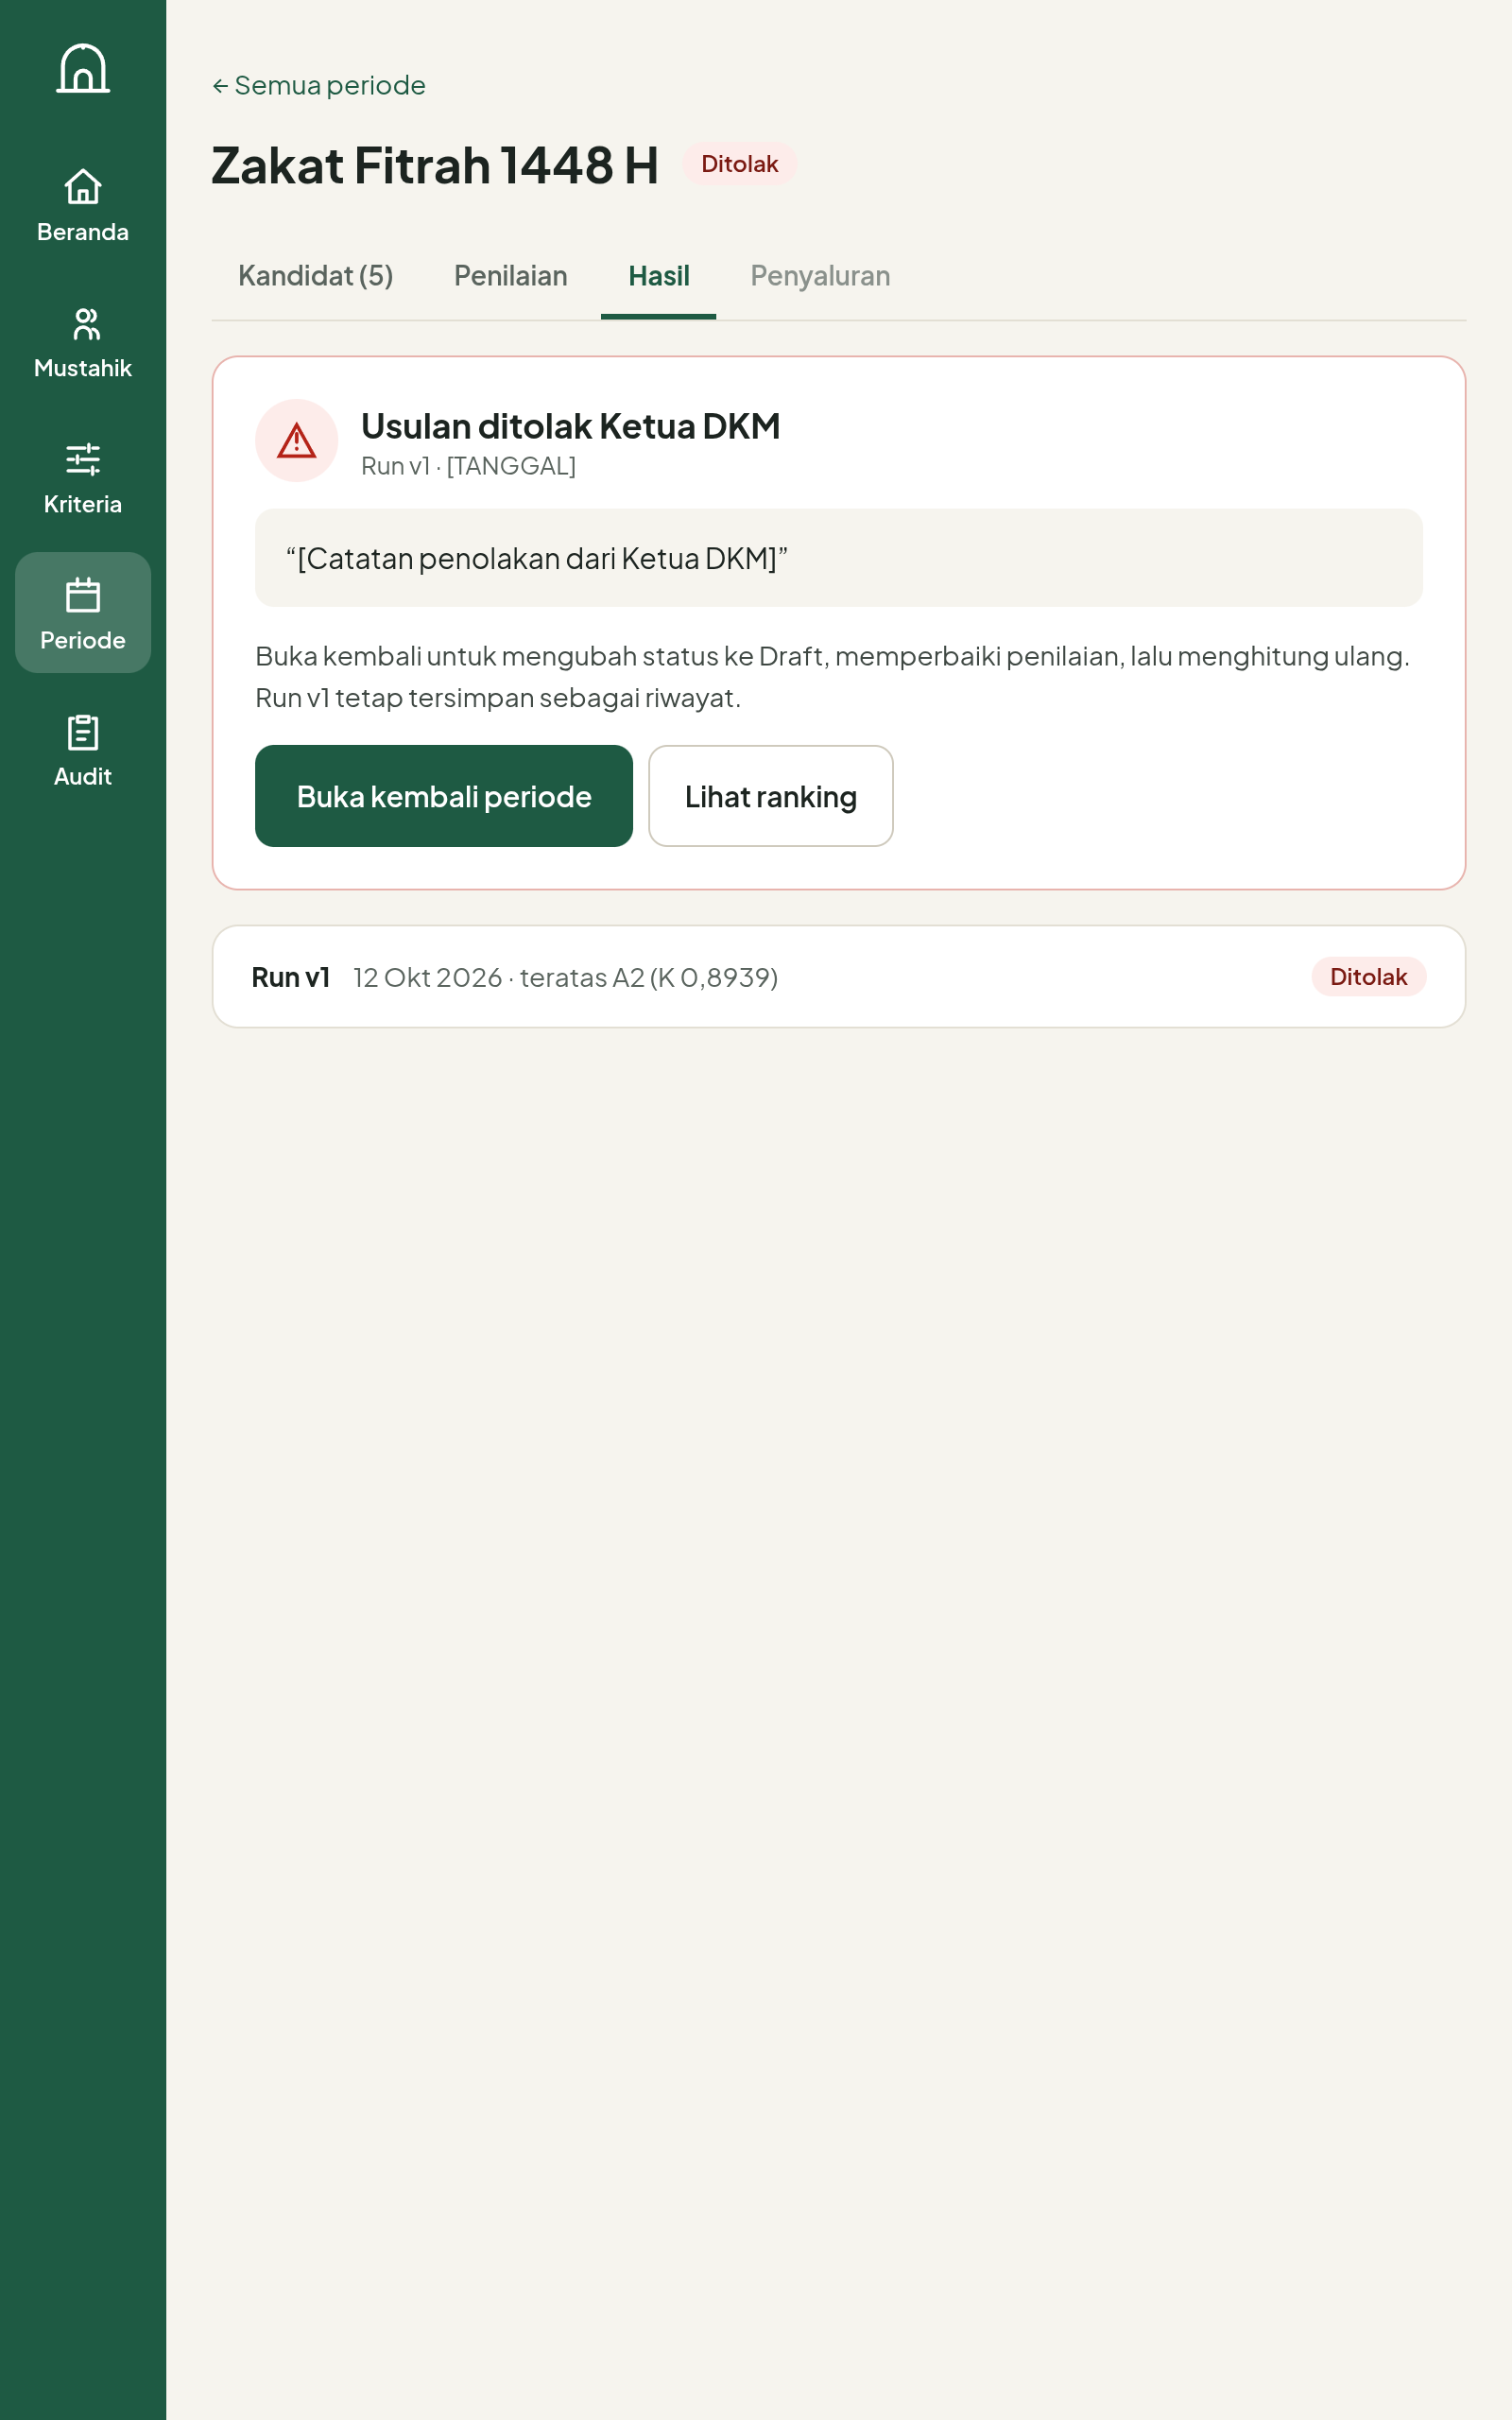 Beranda
Mustahik
Kriteria
Periode
Audit
← Semua periode
Zakat Fitrah 1448 H
Ditolak
Kandidat (5)
Penilaian
Hasil
Penyaluran
Usulan ditolak Ketua DKM
Run v1 · [TANGGAL]
“[Catatan penolakan dari Ketua DKM]”
Buka kembali untuk mengubah status ke Draft, memperbaiki penilaian, lalu menghitung ulang.
Run v1 tetap tersimpan sebagai riwayat.
Buka kembali periode
Lihat ranking
Run v1 12 Okt 2026 · teratas A2 (K 0,8939)
Ditolak